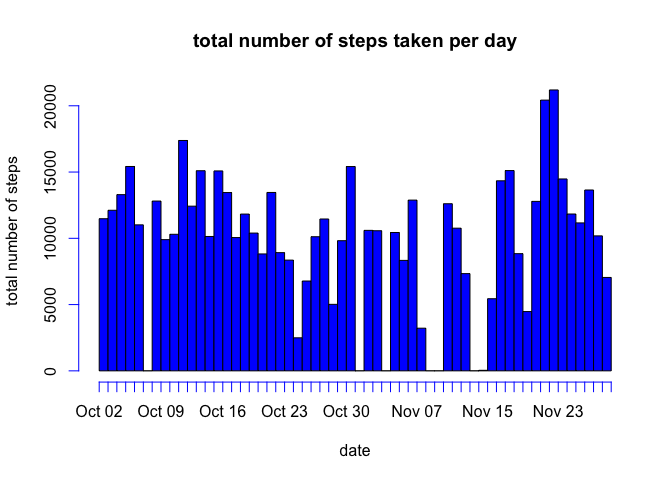 total number of steps taken per day
total number of steps
20000
15000
10000
5000
0
Oct 02 Oct 09 Oct 16 Oct 23 Oct 30 Nov 07 Nov 15 Nov 23
date